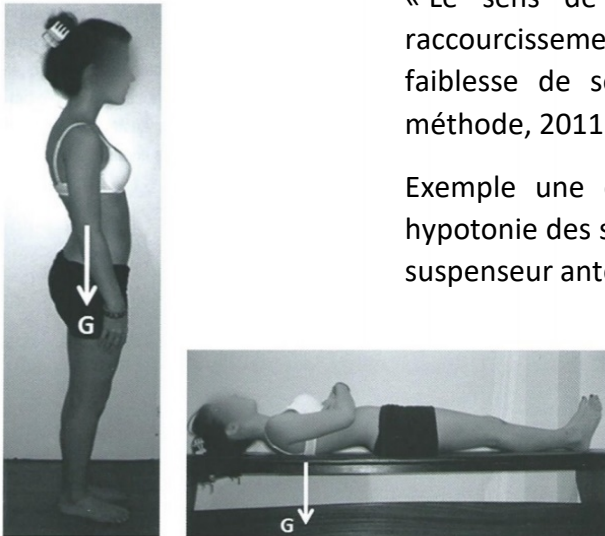 « Le sens de
raccourcisseme
faiblesse de s
méthode, 2011
Exemple une
hypotonie des s
suspenseur ant
G
G